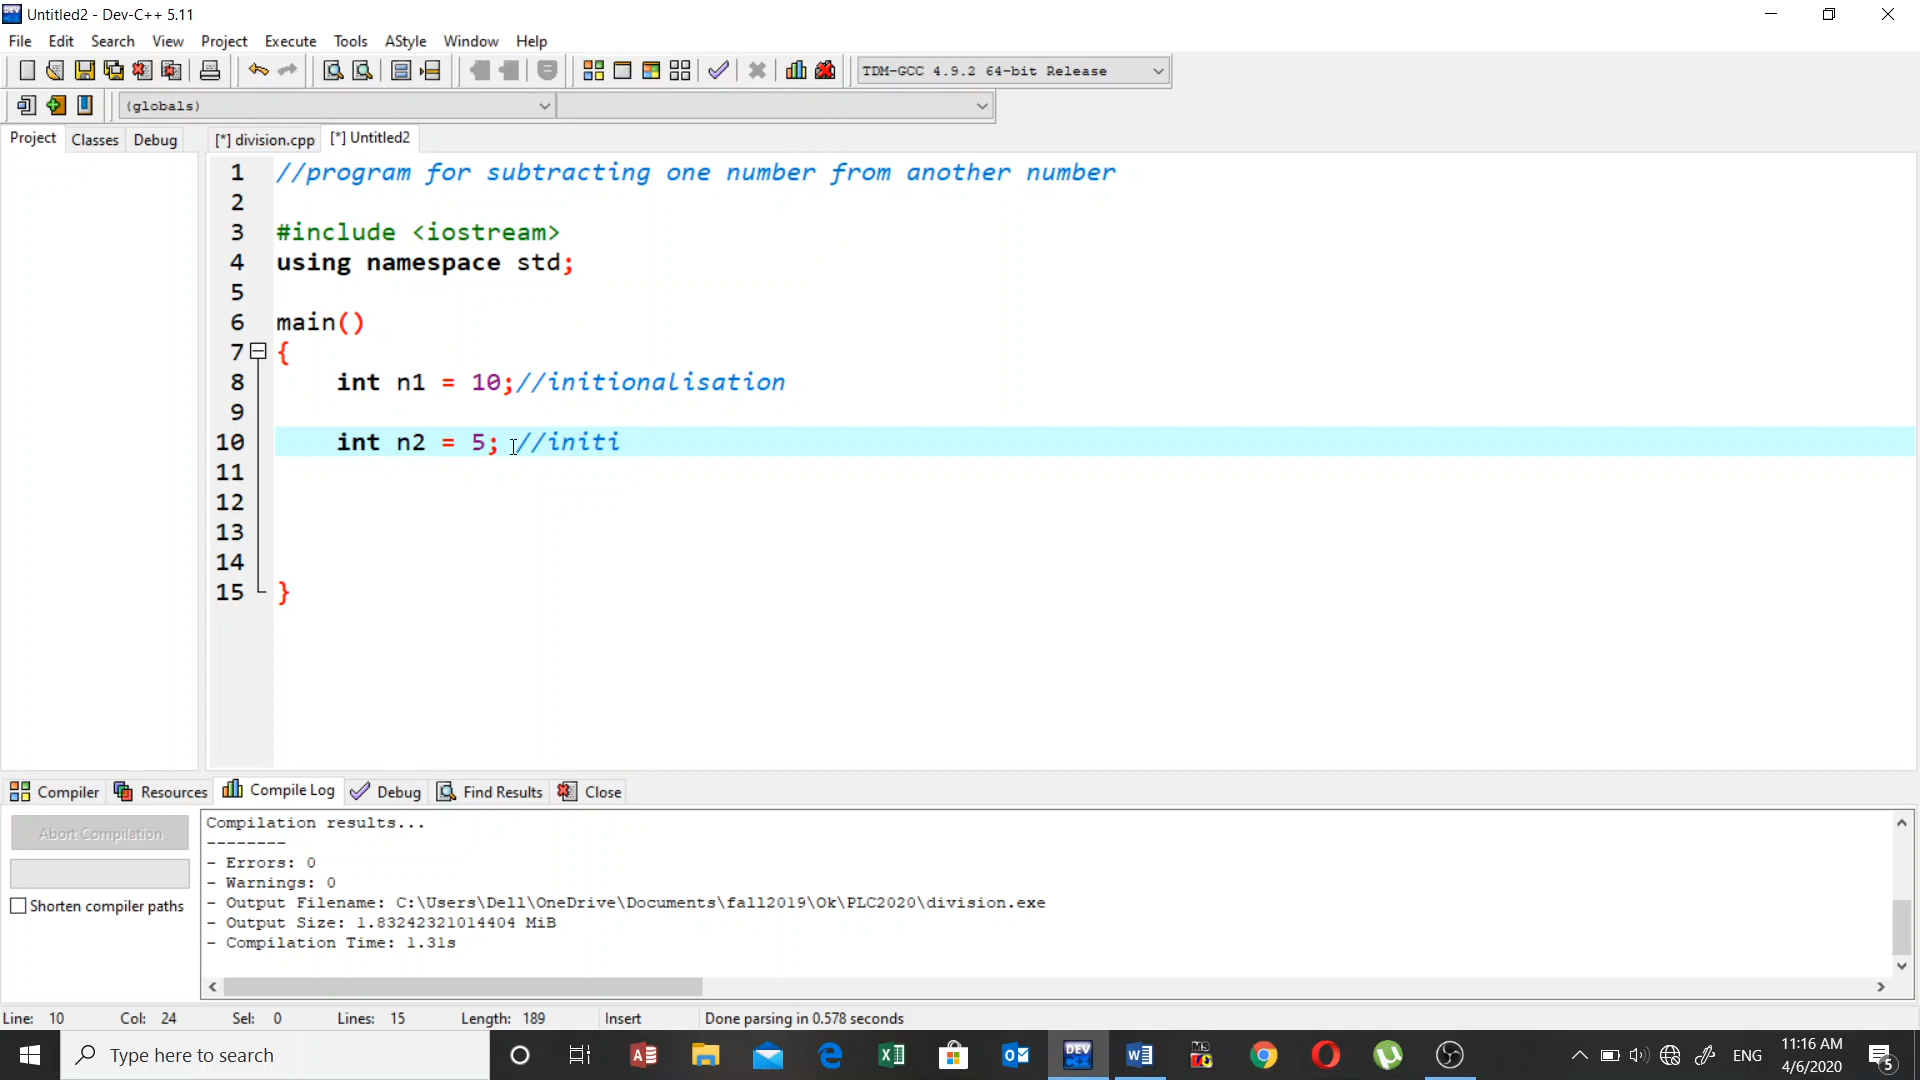 Untitled2 - Dev-C++ 5.11
File Edit Search View Project Execute Tools AStyle Window Help
TDM-GCC 4.9.2 64-bit Release
(globals)
Project Classes Debug [*] division.cpp [*] Untitled2
1 //program for subtracting one number from another number
2
3 #include <iostream>
4 using namespace std;
5
6 main()
7 {
8 int n1 = 10;//initionalisation
9
10 int n2 = 5; //initi
11
12
13
14
15 }
Compiler Resources Compile Log Debug Find Results Close
Abort Compilation
Shorten compiler paths
Compilation results...
--------
- Errors: 0
- Warnings: 0
- Output Filename: C:\Users\Dell\OneDrive\Documents\fall2019\Ok\PLC2020\division.exe
- Output Size: 1.83242321014404 MiB
- Compilation Time: 1.31s
Line: 10 Col: 24 Sel: 0 Lines: 15 Length: 189 Insert Done parsing in 0.578 seconds
Type here to search
DEV C++
ENG
11:16 AM
4/6/2020
5